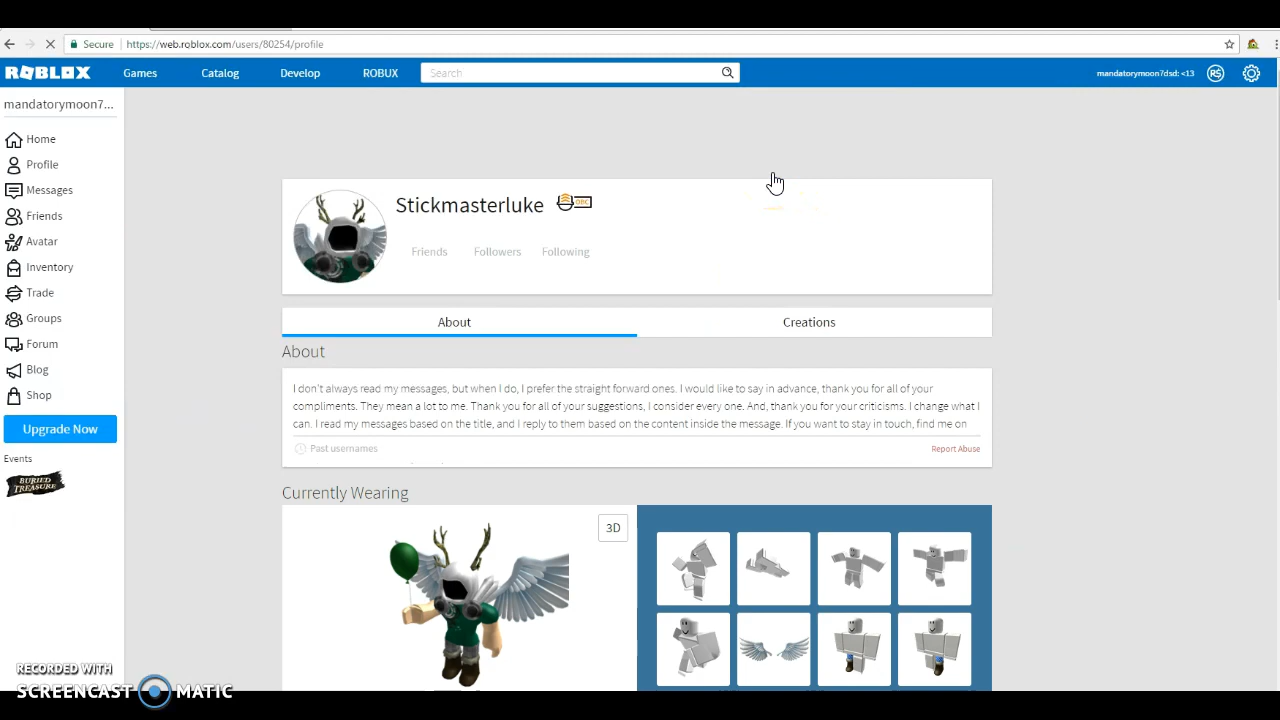 Secure https://web.roblox.com/users/80254/profile
ROBLOX Games Catalog Develop ROBUX Search mandatorymoon7dsd: <13 R$
mandatorymoon7...
Home
Profile
Messages
Friends
Avatar
Inventory
Trade
Groups
Forum
Blog
Shop
Upgrade Now
Events
BURIED
TREASURE
Stickmasterluke OBC
Friends Followers Following
About Creations
About
I don't always read my messages, but when I do, I prefer the straight forward ones. I would like to say in advance, thank you for all of your
compliments. They mean a lot to me. Thank you for all of your suggestions, I consider every one. And, thank you for your criticisms. I change what I
can. I read my messages based on the title, and I reply to them based on the content inside the message. If you want to stay in touch, find me on
Past usernames Report Abuse
Currently Wearing
3D
RECORDED WITH
SCREENCAST MATIC